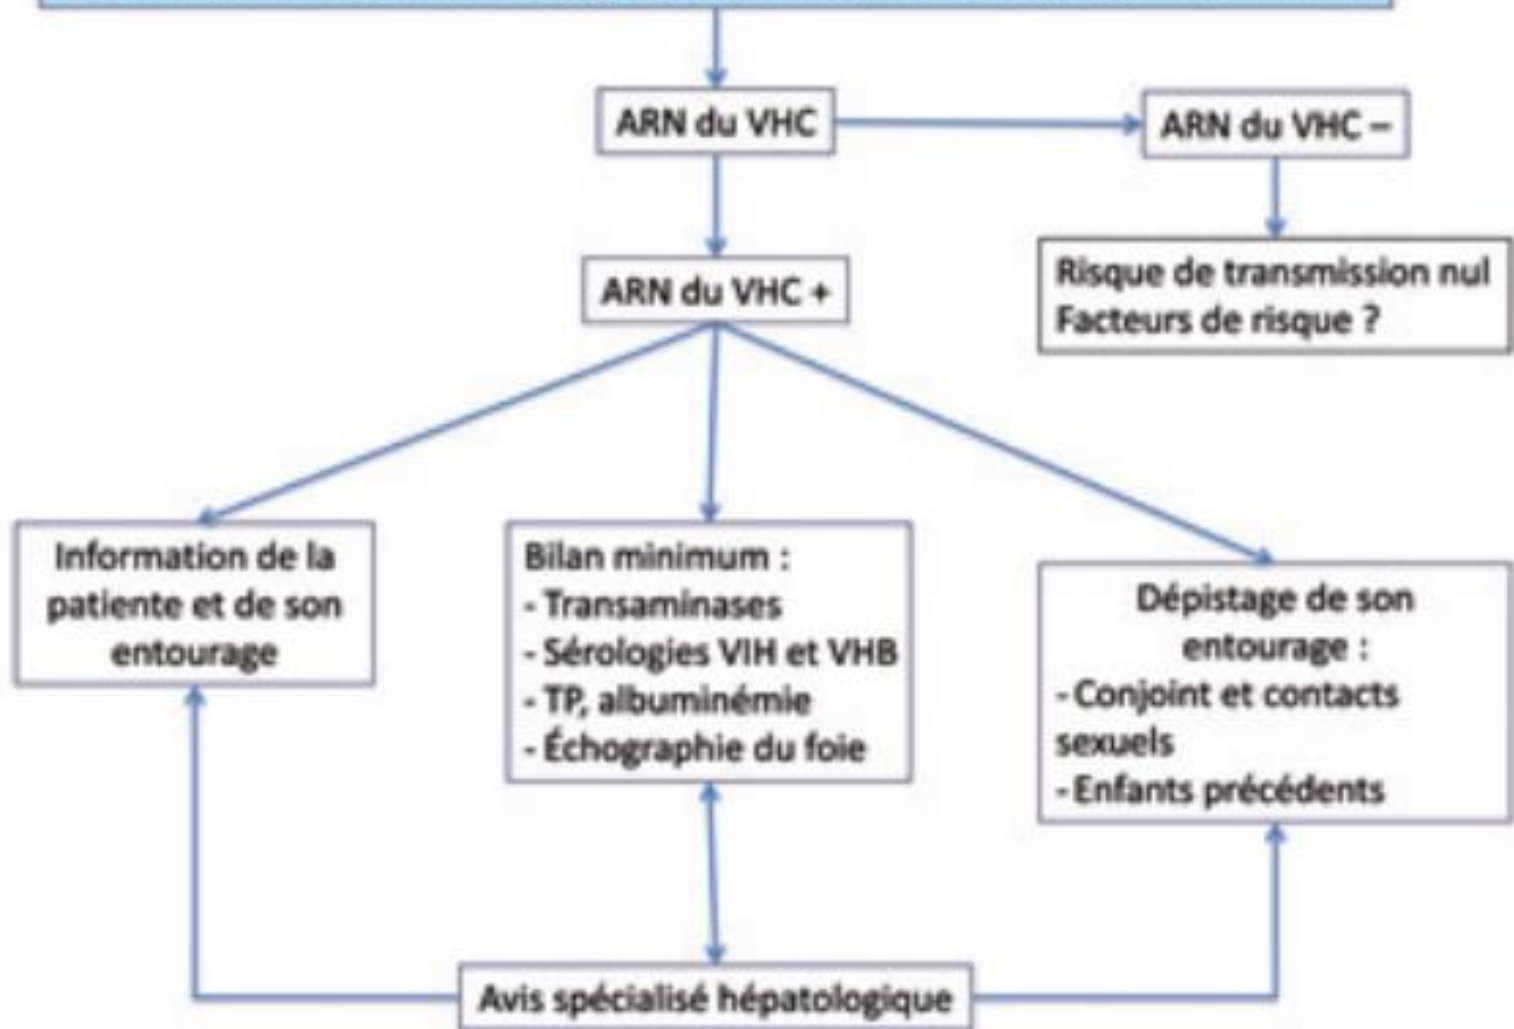 ARN du VHC
ARN du VHC –
ARN du VHC +
Risque de transmission nul
Facteurs de risque ?
Information de la
patiente et de son
entourage
Bilan minimum :
- Transaminases
- Sérologies VIH et VHB
- TP, albuminémie
- Échographie du foie
Dépistage de son
entourage :
- Conjoint et contacts
sexuels
- Enfants précédents
Avis spécialisé hépatologique